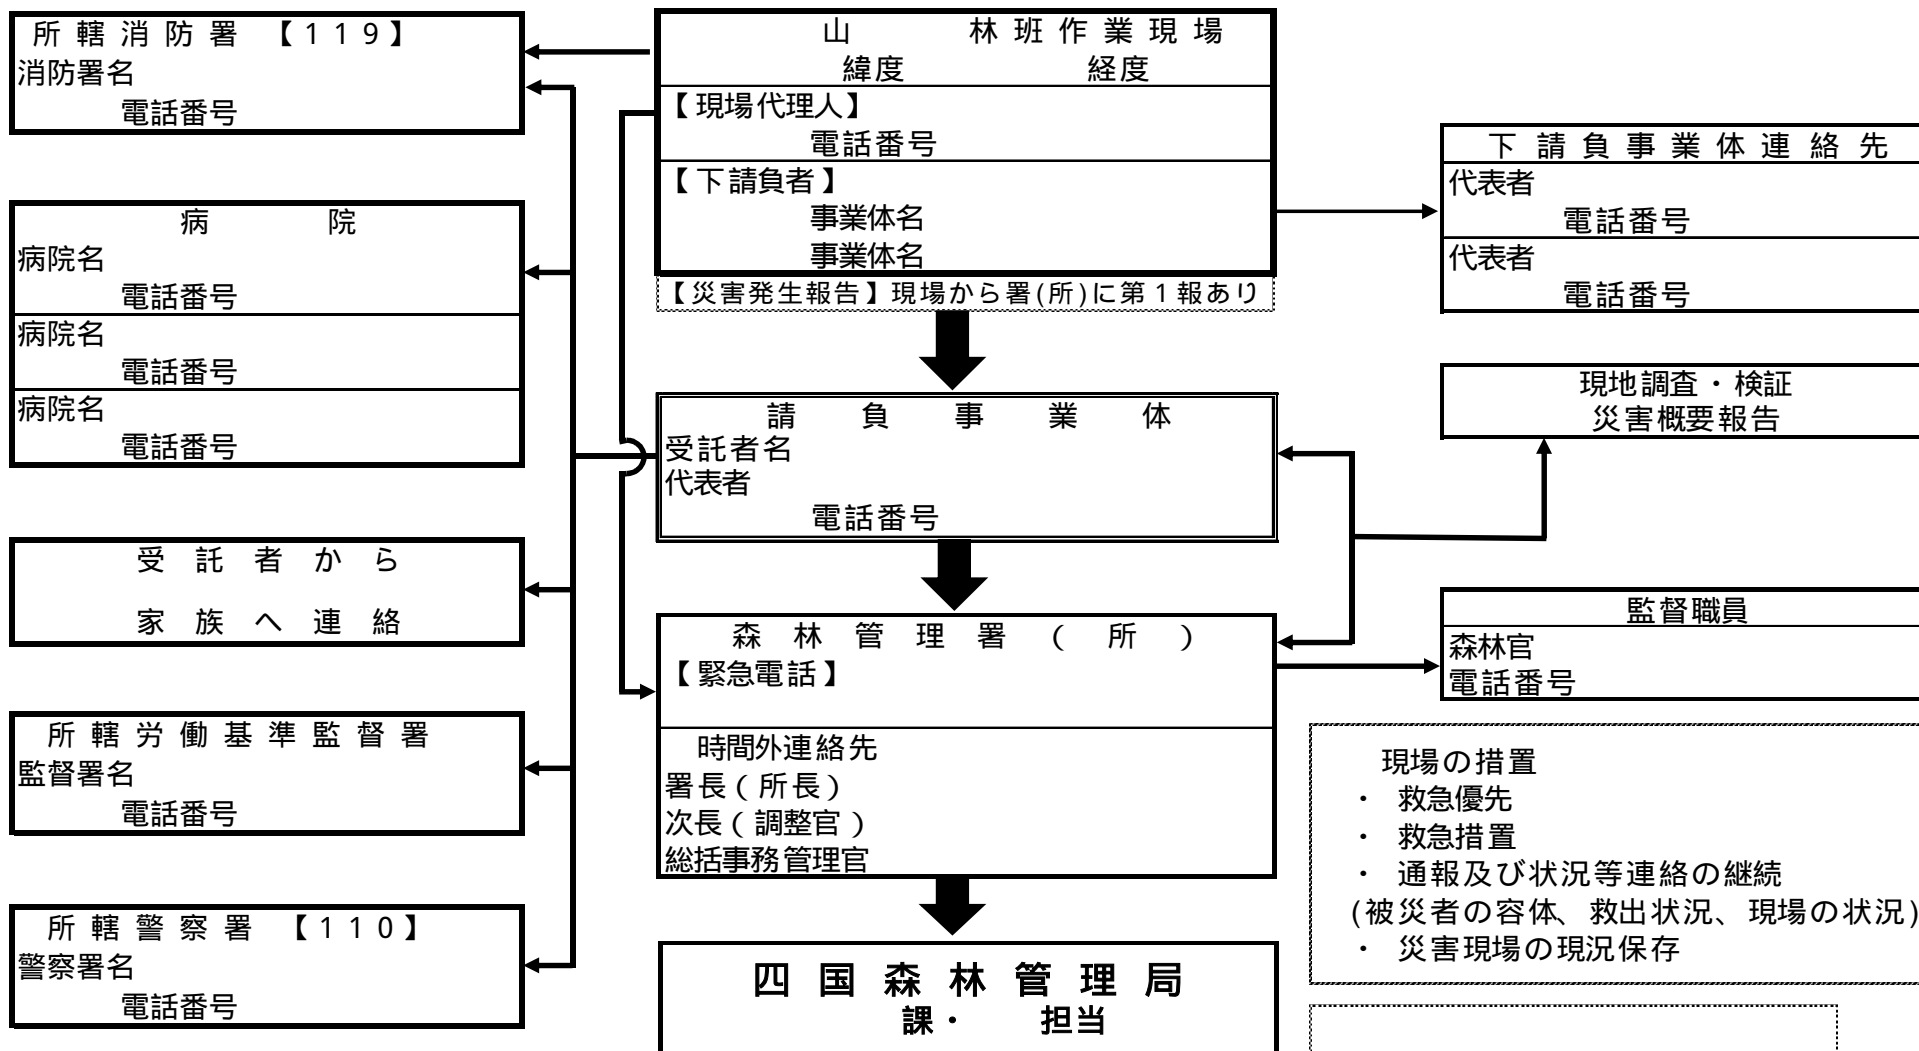 所轄消防署 【119】
消防署名
電話番号
病 院
病院名
電話番号
病院名
電話番号
病院名
電話番号
受託者から
家族へ連絡
所轄労働基準監督署
監督署名
電話番号
所轄警察署 【110】
警察署名
電話番号
山 林班作業現場
緯度 経度
【現場代理人】
電話番号
【下請負者】
事業体名
事業体名
【災害発生報告】現場から署(所)に第1報あり
請負事業体
受託者名
代表者
電話番号
森林管理署(所)
【緊急電話】
時間外連絡先
署長(所長)
次長(調整官)
総括事務管理官
四国森林管理局
課・ 担当
下請負事業体連絡先
代表者
電話番号
代表者
電話番号
現地調査・検証
災害概要報告
監督職員
森林官
電話番号
現場の措置
・ 救急優先
・ 救急措置
・ 通報及び状況等連絡の継続
(被災者の容体、救出状況、現場の状況)
・ 災害現場の現況保存